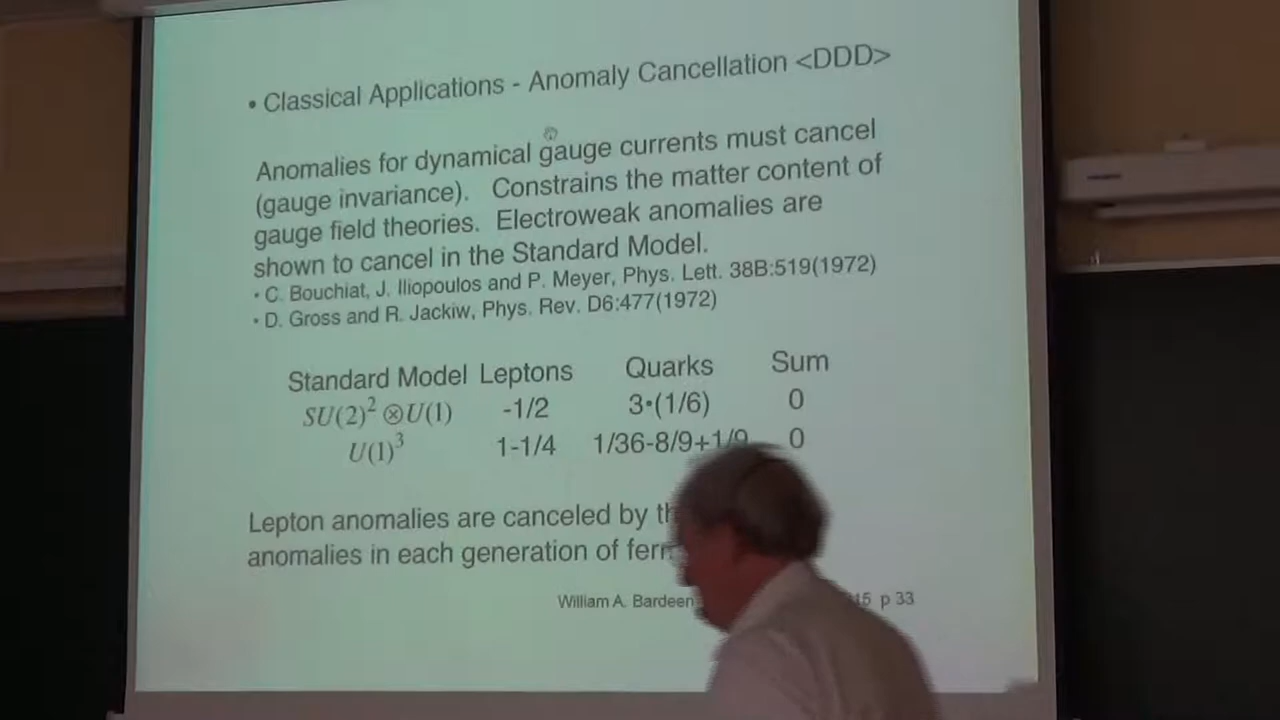 • Classical Applications - Anomaly Cancellation <DDD>
Anomalies for dynamical gauge currents must cancel
(gauge invariance). Constrains the matter content of
gauge field theories. Electroweak anomalies are
shown to cancel in the Standard Model.
• C. Bouchiat, J. Iliopoulos and P. Meyer, Phys. Lett. 38B:519(1972)
• D. Gross and R. Jackiw, Phys. Rev. D6:477(1972)
Standard Model Leptons Quarks Sum
SU(2)² ⊗U(1) -1/2 3•(1/6) 0
U(1)³ 1-1/4 1/36-8/9+1/9 0
Lepton anomalies are canceled by
anomalies in each generation of
William A. Bardeen p 33